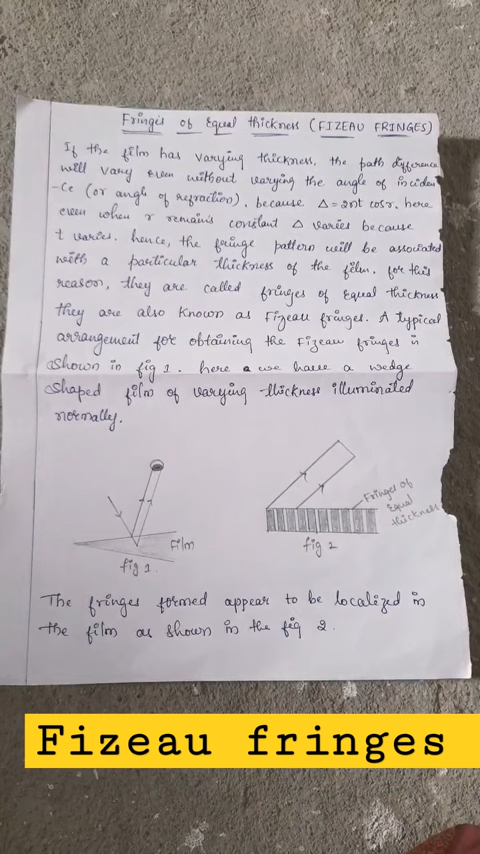 Fringes of Equal thickness (FIZEAU FRINGES)
If the film has varying thickness, the path difference
will vary even without varying the angle of inciden
-ce (or angle of refraction). because Δ=2nt cosr. here
even when r remains constant Δ varies because
t varies. hence, the fringe pattern will be associated
with a particular thickness of the film. for this
reason, they are called fringes of Equal thickness
they are also known as Fizeau fringes. A typical
arrangement for obtaining the Fizeau fringes is
shown in fig 1. here we have a wedge
shaped film of varying thickness illuminated
normally.
Film
fig 1.
Fringes of
Equal
thickness
fig 2
The fringes formed appear to be localized in
the film as shown in the fig 2.
Fizeau fringes